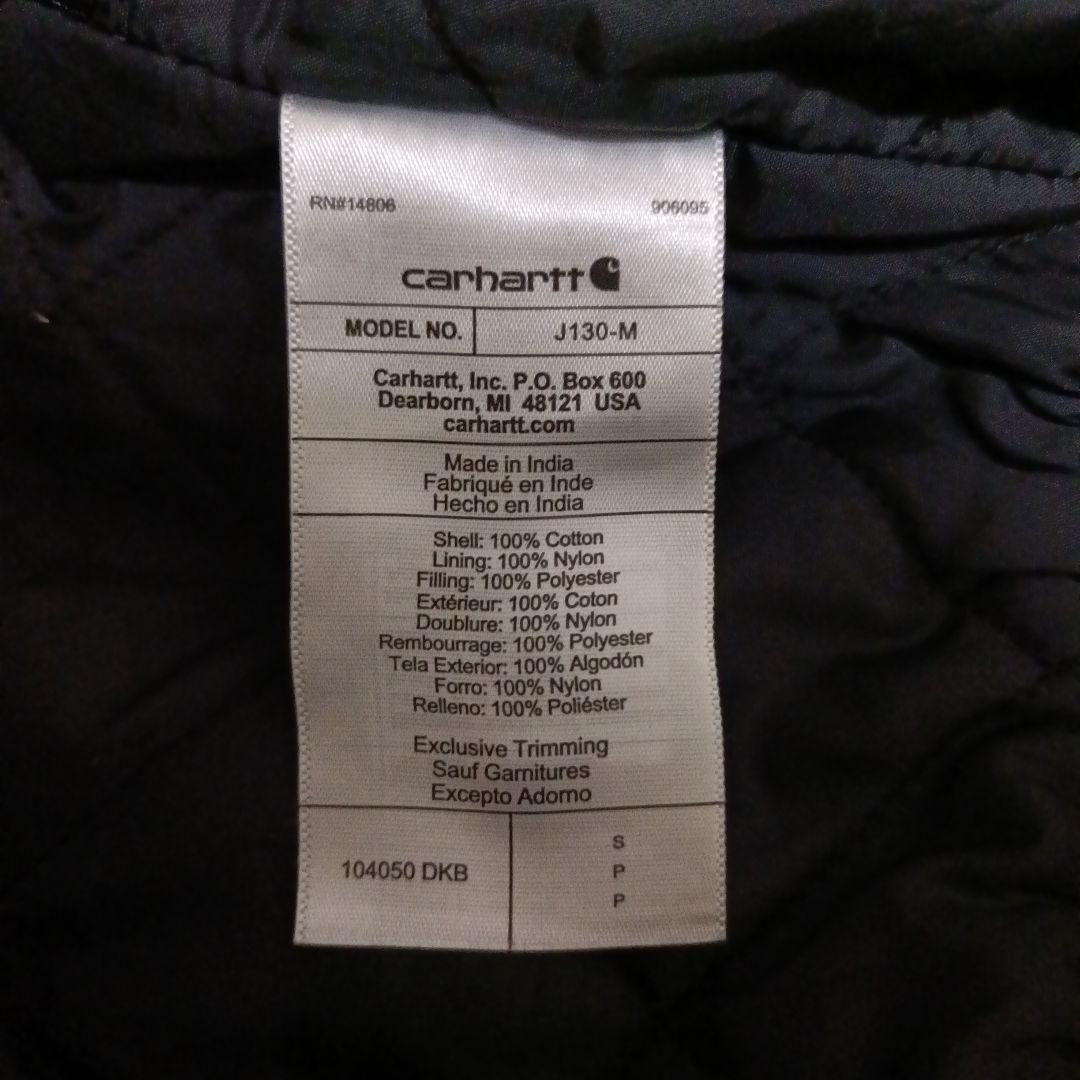 RN#14806 906095
carhartt
MODEL NO. J130-M
Carhartt, Inc. P.O. Box 600
Dearborn, MI 48121 USA
carhartt.com
Made in India
Fabriqué en Inde
Hecho en India
Shell: 100% Cotton
Lining: 100% Nylon
Filling: 100% Polyester
Extérieur: 100% Coton
Doublure: 100% Nylon
Rembourrage: 100% Polyester
Tela Exterior: 100% Algodón
Forro: 100% Nylon
Relleno: 100% Poliéster
Exclusive Trimming
Sauf Garnitures
Excepto Adorno
104050 DKB
S
P
P